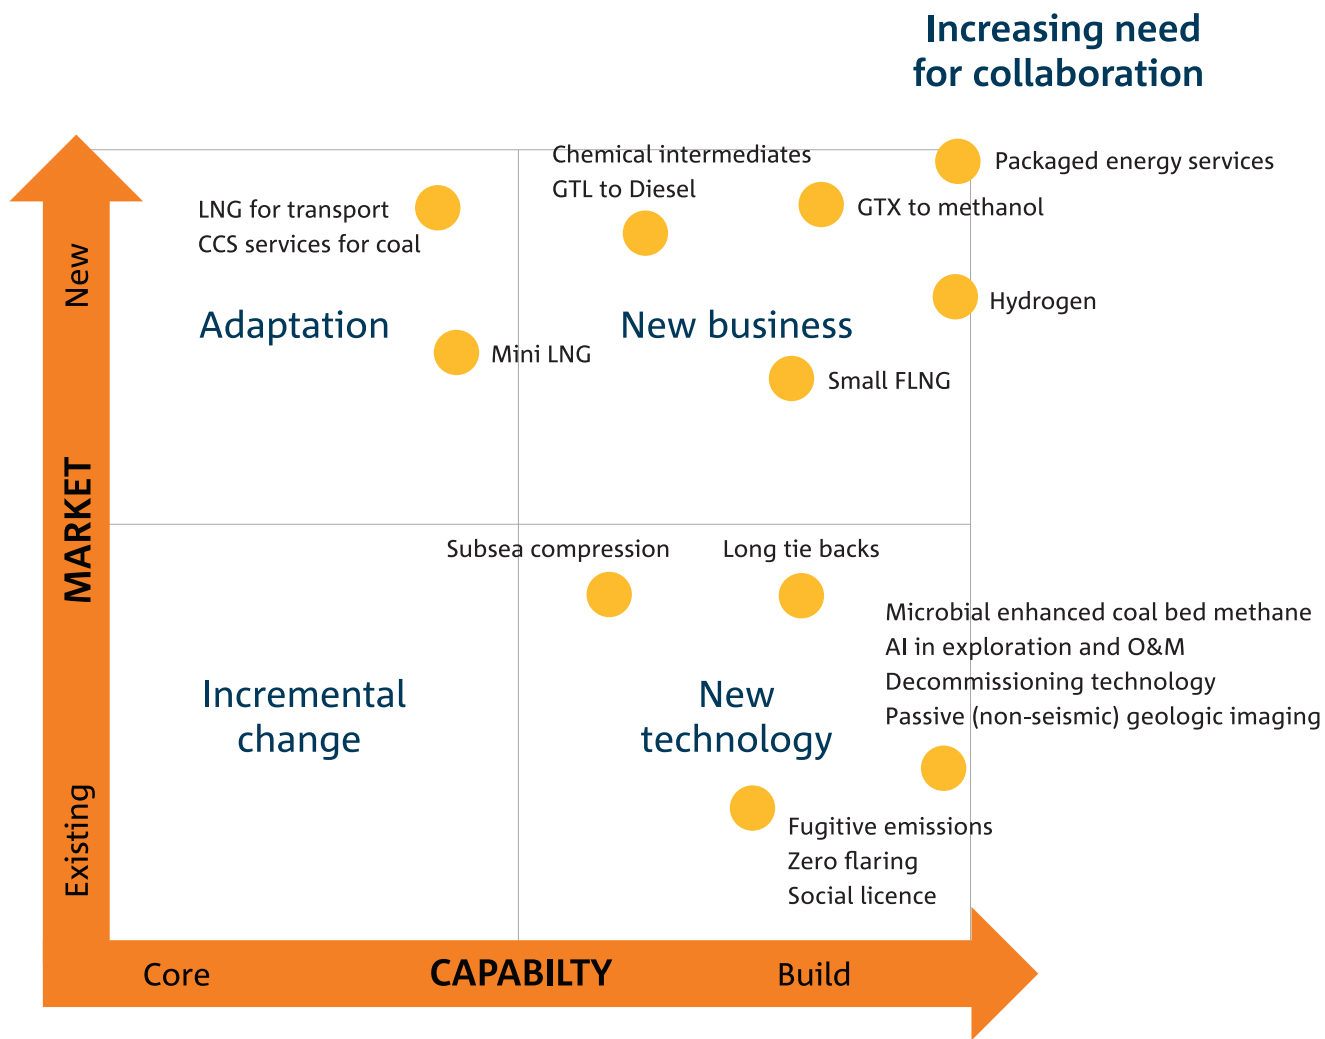 Increasing need
for collaboration
Chemical intermediates
GTL to Diesel
Packaged energy services
LNG for transport
CCS services for coal
GTX to methanol
New
Hydrogen
Adaptation
New business
Mini LNG
Small FLNG
MARKET
Subsea compression
Long tie backs
Microbial enhanced coal bed methane
AI in exploration and O&M
Decommissioning technology
Passive (non-seismic) geologic imaging
Incremental
change
New
technology
Existing
Fugitive emissions
Zero flaring
Social licence
Core
CAPABILTY
Build